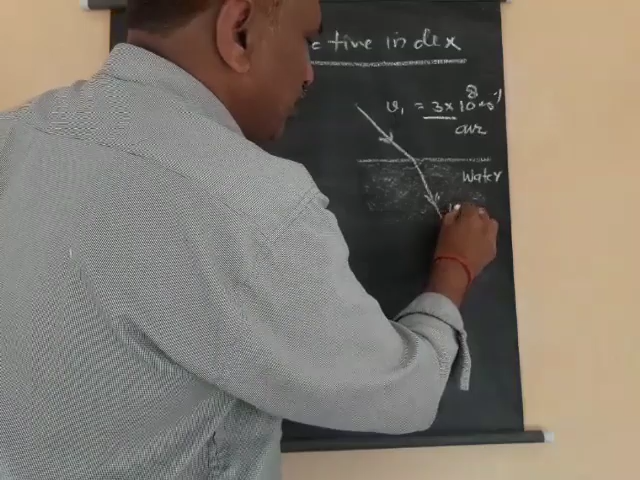 ctive index
v₁ = 3 × 10⁸ ms⁻¹
air
Water